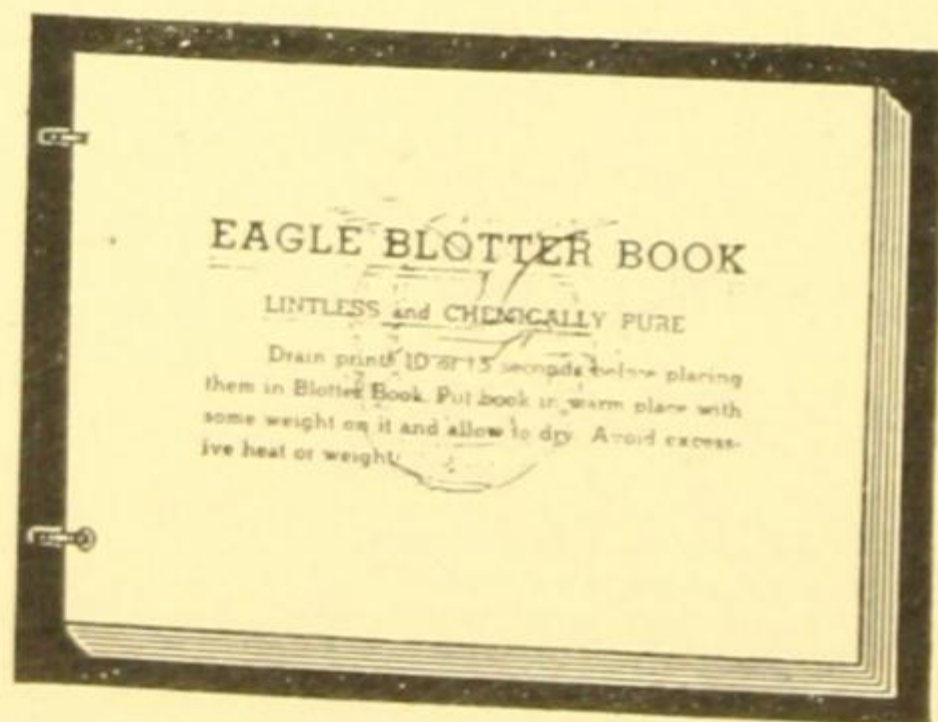 EAGLE BLOTTER BOOK
LINTLESS and CHEMICALLY PURE
Drain prints 10 or 15 seconds before placing
them in Blotter Book. Put book in warm place with
some weight on it and allow to dry. Avoid excess-
ive heat or weight.